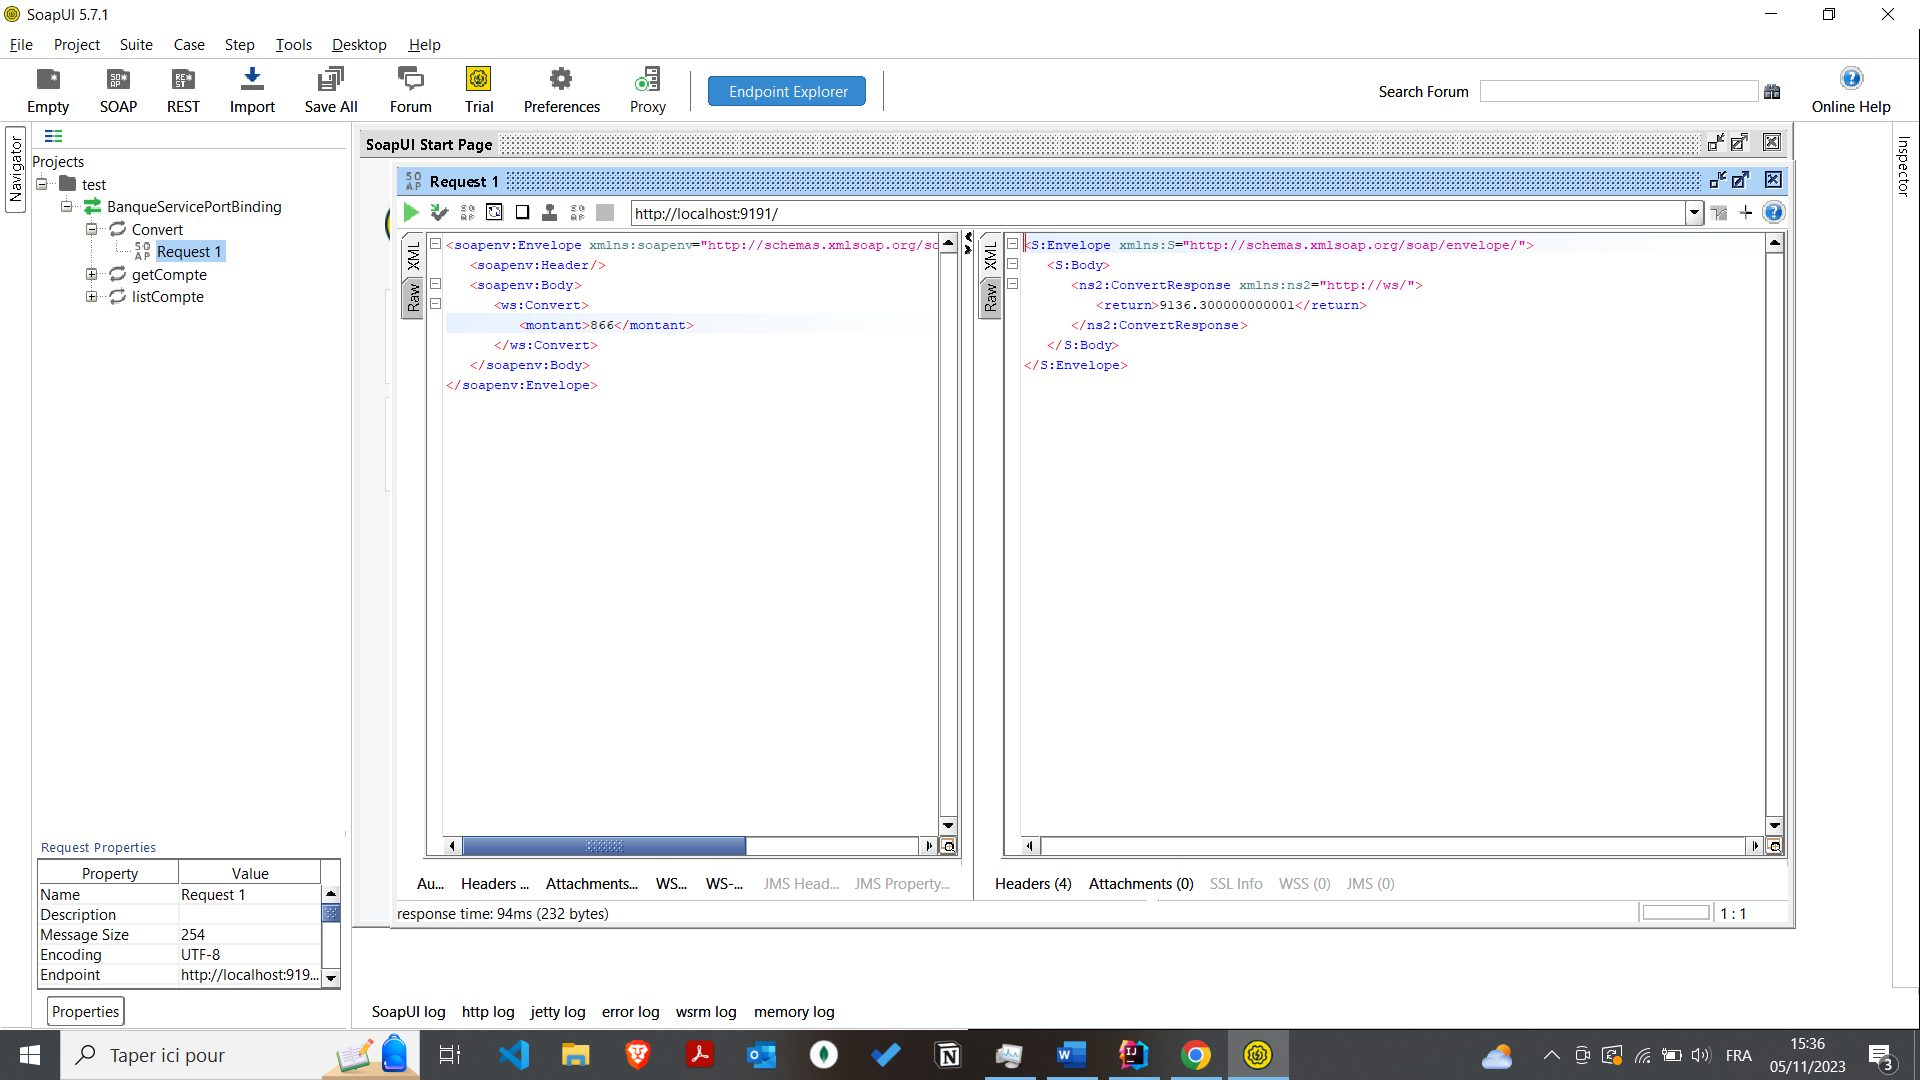 SoapUI 5.7.1
File Project Suite Case Step Tools Desktop Help
Empty SOAP REST Import Save All Forum Trial Preferences Proxy Endpoint Explorer Search Forum Online Help
Navigator
Inspector
Projects
test
BanqueServicePortBinding
Convert
Request 1
getCompte
listCompte
SoapUI Start Page
Request 1
http://localhost:9191/
XML
Raw
<soapenv:Envelope xmlns:soapenv="http://schemas.xmlsoap.org/so
<soapenv:Header/>
<soapenv:Body>
<ws:Convert>
<montant>866</montant>
</ws:Convert>
</soapenv:Body>
</soapenv:Envelope>
XML
Raw
<S:Envelope xmlns:S="http://schemas.xmlsoap.org/soap/envelope/">
<S:Body>
<ns2:ConvertResponse xmlns:ns2="http://ws/">
<return>9136.300000000001</return>
</ns2:ConvertResponse>
</S:Body>
</S:Envelope>
Au... Headers ... Attachments... WS... WS-... JMS Head... JMS Property...
Headers (4) Attachments (0) SSL Info WSS (0) JMS (0)
response time: 94ms (232 bytes)
1 : 1
Request Properties
Property Value
Name Request 1
Description
Message Size 254
Encoding UTF-8
Endpoint http://localhost:919...
Properties
SoapUI log http log jetty log error log wsrm log memory log
Taper ici pour
FRA
15:36
05/11/2023
3